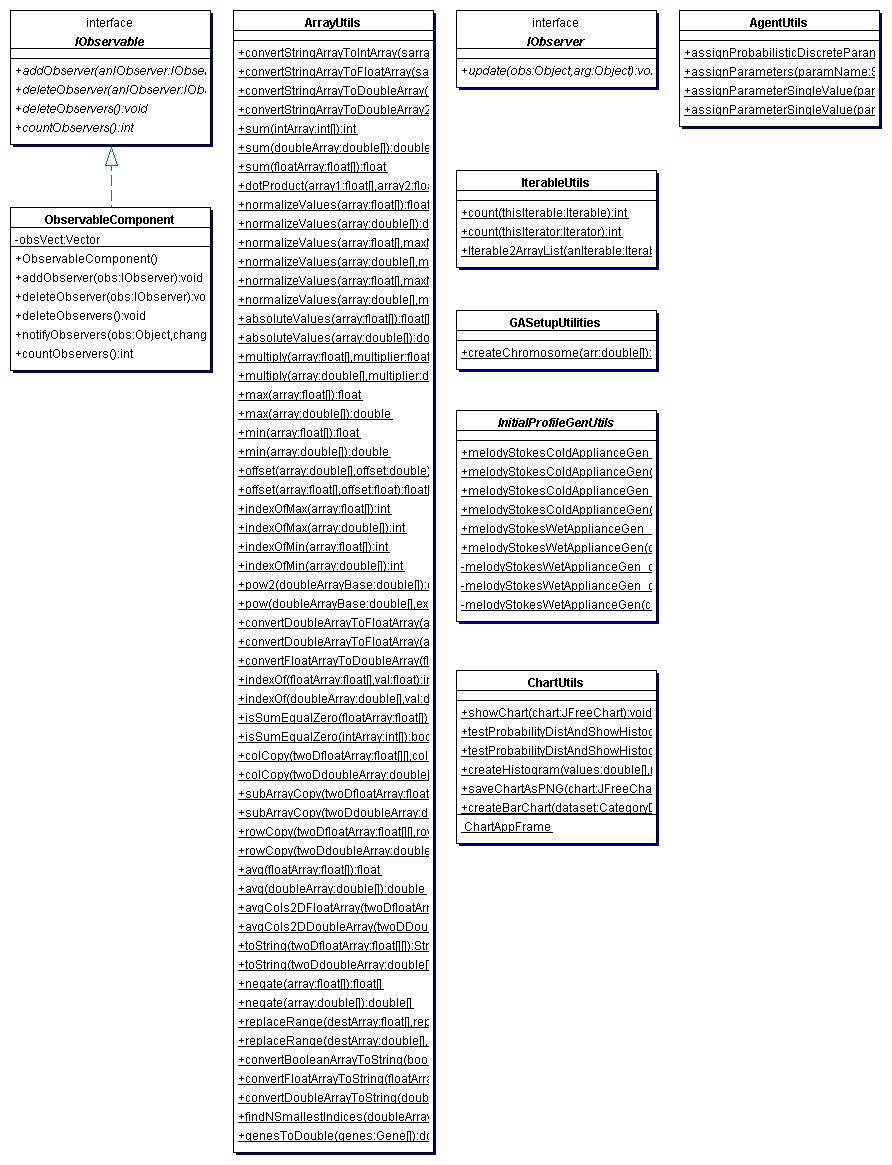 interface
IObservable
+addObserver(anIObserver:IObse
+deleteObserver(anIObserver:IOb
+deleteObservers():void
+countObservers():int
ObservableComponent
-obsVect:Vector
+ObservableComponent()
+addObserver(obs:IObserver):void
+deleteObserver(obs:IObserver):vo
+deleteObservers():void
+notifyObservers(obs:Object,chang
+countObservers():int
ArrayUtils
+convertStringArrayToIntArray(sarra
+convertStringArrayToFloatArray(sa
+convertStringArrayToDoubleArray(
+convertStringArrayToDoubleArray2
+sum(intArray:int[]):int
+sum(doubleArray:double[]):double
+sum(floatArray:float[]):float
+dotProduct(array1:float[],array2:flo
+normalizeValues(array:float[]):float
+normalizeValues(array:double[]):d
+normalizeValues(array:float[],max
+normalizeValues(array:double[],m
+normalizeValues(array:float[],max
+normalizeValues(array:double[],m
+absoluteValues(array:float[]):float[
+absoluteValues(array:double[]):do
+multiply(array:float[],multiplier:float
+multiply(array:double[],multiplier:d
+max(array:float[]):float
+max(array:double[]):double
+min(array:float[]):float
+min(array:double[]):double
+offset(array:double[],offset:double)
+offset(array:float[],offset:float):float[
+indexOfMax(array:float[]):int
+indexOfMax(array:double[]):int
+indexOfMin(array:float[]):int
+indexOfMin(array:double[]):int
+pow2(doubleArrayBase:double[]):
+pow(doubleArrayBase:double[],ex
+convertDoubleArrayToFloatArray(a
+convertDoubleArrayToFloatArray(a
+convertFloatArrayToDoubleArray(fl
+indexOf(floatArray:float[],val:float):i
+indexOf(doubleArray:double[],val:d
+isSumEqualZero(floatArray:float[])
+isSumEqualZero(intArray:int[]):boo
+colCopy(twoDfloatArray:float[][],col
+colCopy(twoDdoubleArray:double[
+subArrayCopy(twoDfloatArray:float
+subArrayCopy(twoDdoubleArray:d
+rowCopy(twoDfloatArray:float[][],ro
+rowCopy(twoDdoubleArray:double
+avg(floatArray:float[]):float
+avg(doubleArray:double[]):double
+avgCols2DFloatArray(twoDfloatArr
+avgCols2DDoubleArray(twoDDou
+toString(twoDfloatArray:float[][]):Str
+toString(twoDdoubleArray:double[
+negate(array:float[]):float[]
+negate(array:double[]):double[]
+replaceRange(destArray:float[],rep
+replaceRange(destArray:double[],
+convertBooleanArrayToString(boo
+convertFloatArrayToString(floatArra
+convertDoubleArrayToString(doub
+findNSmallestIndices(doubleArray
+genesToDouble(genes:Gene[]):do
interface
IObserver
+update(obs:Object,arg:Object):vo
IterableUtils
+count(thisIterable:Iterable):int
+count(thisIterator:Iterator):int
+Iterable2ArrayList(anIterable:Iterab
GASetupUtilities
+createChromosome(arr:double[]):
InitialProfileGenUtils
+melodyStokesColdApplianceGen_
+melodyStokesColdApplianceGen(
+melodyStokesColdApplianceGen_
+melodyStokesColdApplianceGen(
+melodyStokesWetApplianceGen_
+melodyStokesWetApplianceGen(c
-melodyStokesWetApplianceGen_c
-melodyStokesWetApplianceGen_c
-melodyStokesWetApplianceGen(c
ChartUtils
+showChart(chart:JFreeChart):void
+testProbabilityDistAndShowHistoc
+testProbabilityDistAndShowHistoc
+createHistogram(values:double[],
+saveChartAsPNG(chart:JFreeCha
+createBarChart(dataset:CategoryD
ChartAppFrame
AgentUtils
+assignProbabilisticDiscreteParan
+assignParameters(paramName:S
+assignParameterSingleValue(par
+assignParameterSingleValue(par